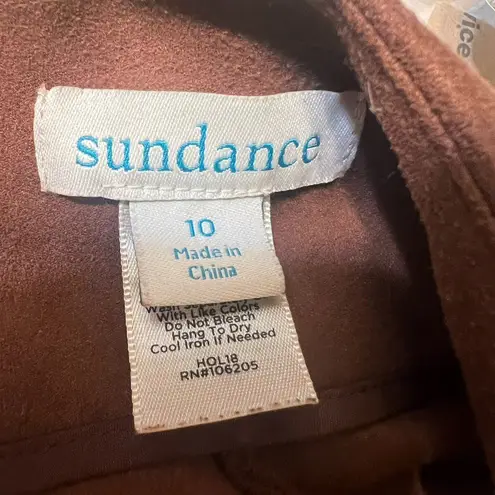 sundance
10
Made in
China
With Like Colors
Do Not Bleach
Hang To Dry
Cool Iron If Needed
HOL18
RN#106205